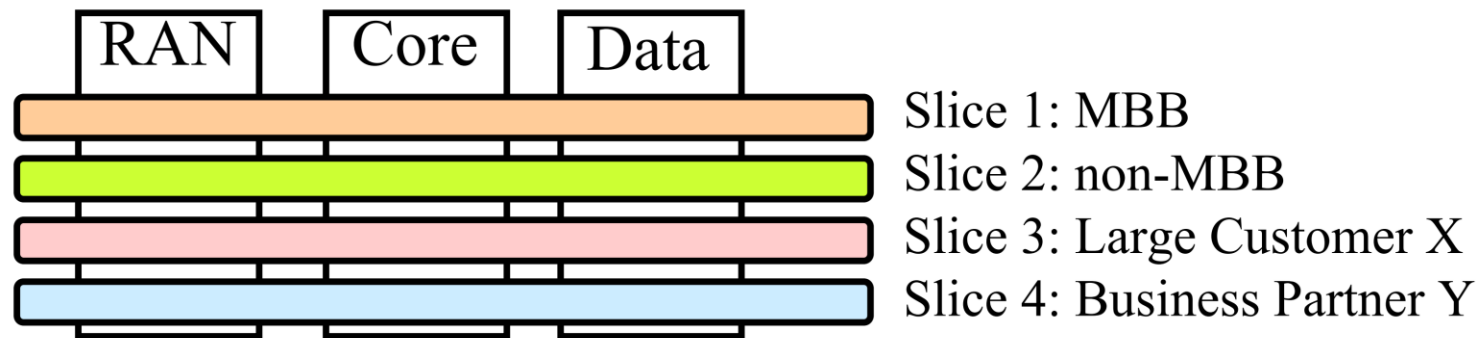 RAN Core Data
Slice 1: MBB
Slice 2: non-MBB
Slice 3: Large Customer X
Slice 4: Business Partner Y